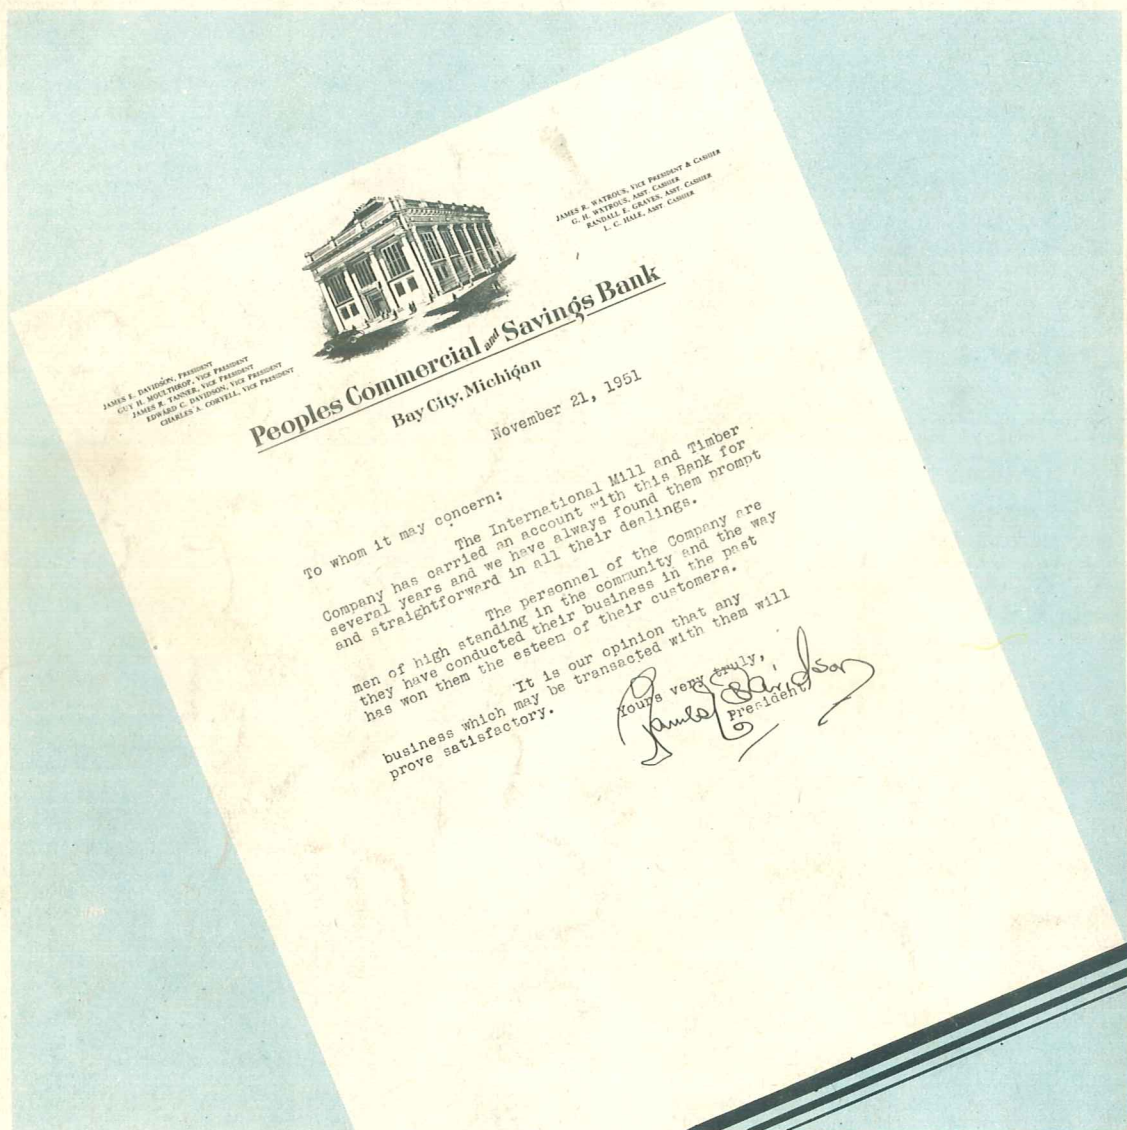 JAMES E. DAVIDSON, PRESIDENT
GUY H. MOULTHROP, VICE PRESIDENT
JAMES R. TANNER, VICE PRESIDENT
EDWARD C. DAVIDSON, VICE PRESIDENT
CHARLES A. CORYELL, VICE PRESIDENT
JAMES R. WATROUS, VICE PRESIDENT & CASHIER
G. H. WATROUS, ASST. CASHIER
RANDALL E. GRAVES, ASST. CASHIER
L. C. HALE, ASST. CASHIER
Peoples Commercial and Savings Bank
Bay City, Michigan
November 21, 1951
To whom it may concern:
The International Mill and Timber
Company has carried an account with this Bank for
several years and we have always found them prompt
and straightforward in all their dealings.
The personnel of the Company are
men of high standing in the community and the way
they have conducted their business in the past
has won them the esteem of their customers.
It is our opinion that any
business which may be transacted with them will
prove satisfactory.
Yours very truly,
James E Davidson
President